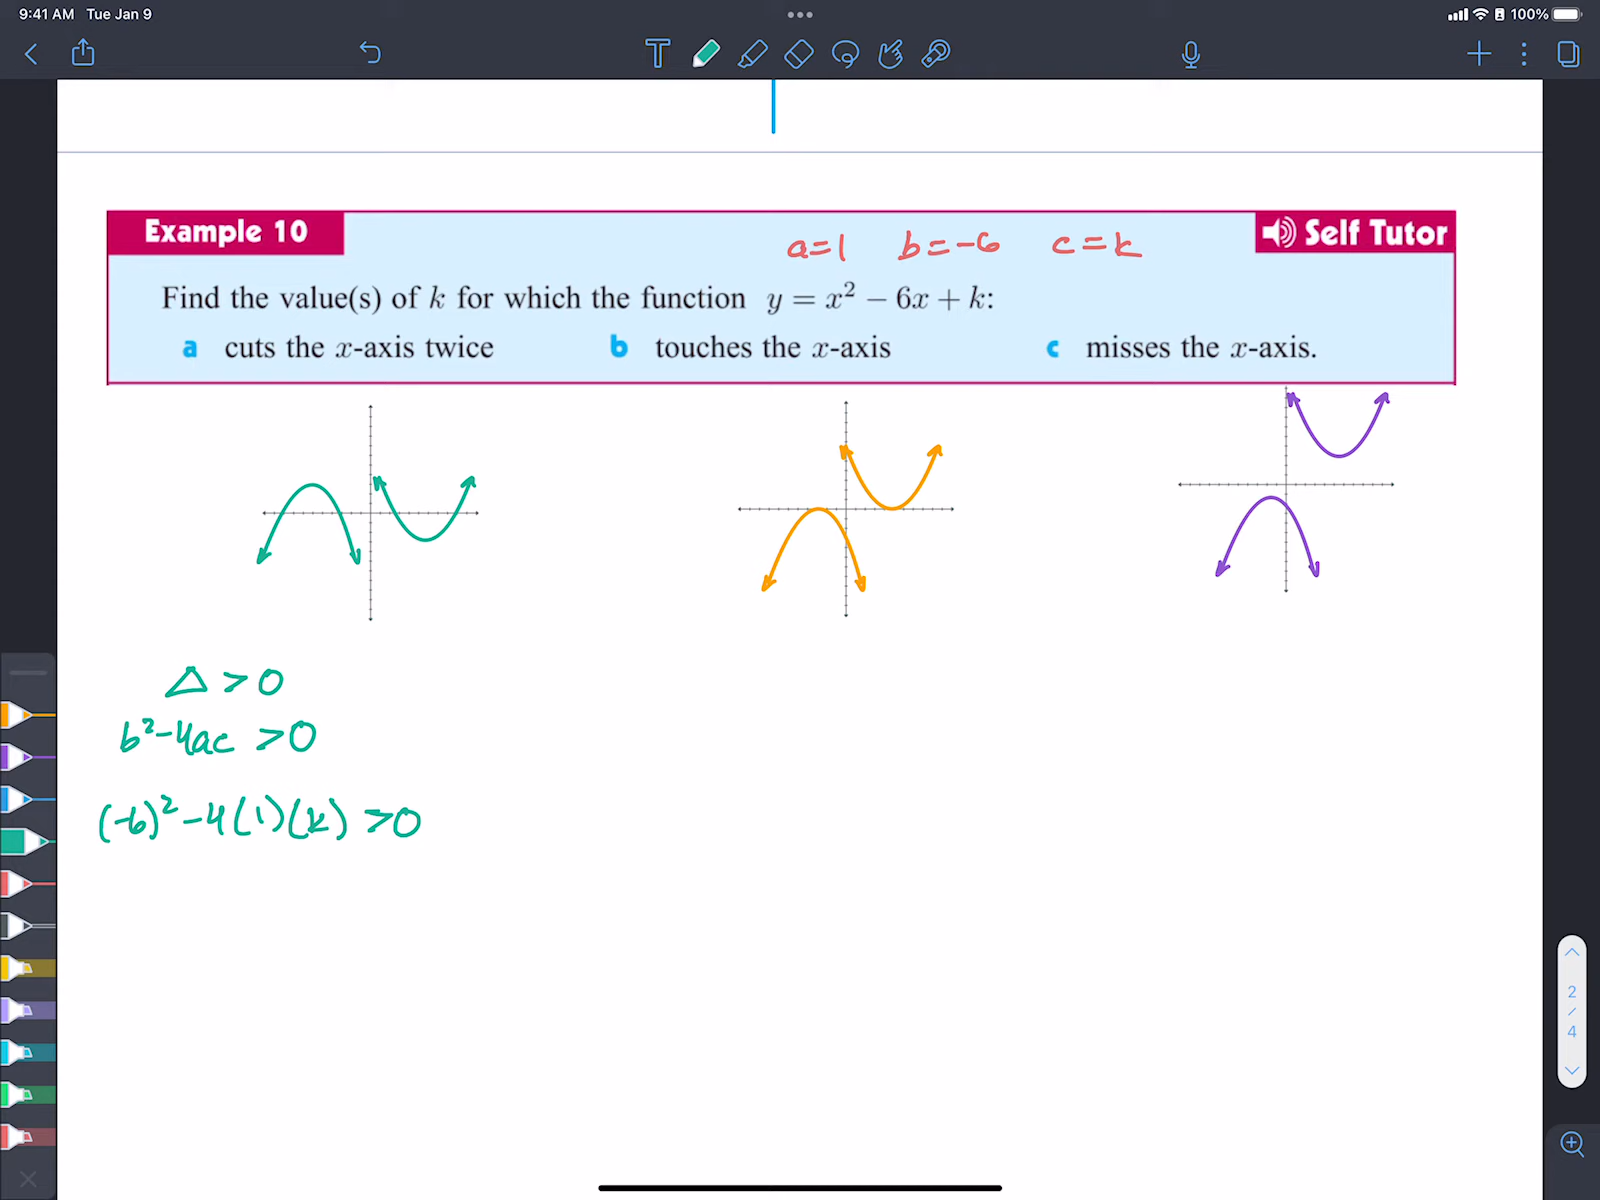 9:41 AM Tue Jan 9
100%
Example 10
a=1 b=-6 c=k
Self Tutor
Find the value(s) of k for which the function y = x² − 6x + k:
a cuts the x-axis twice
b touches the x-axis
c misses the x-axis.
△ > 0
b² - 4ac > 0
(-6)² - 4(1)(k) > 0
2
/
4